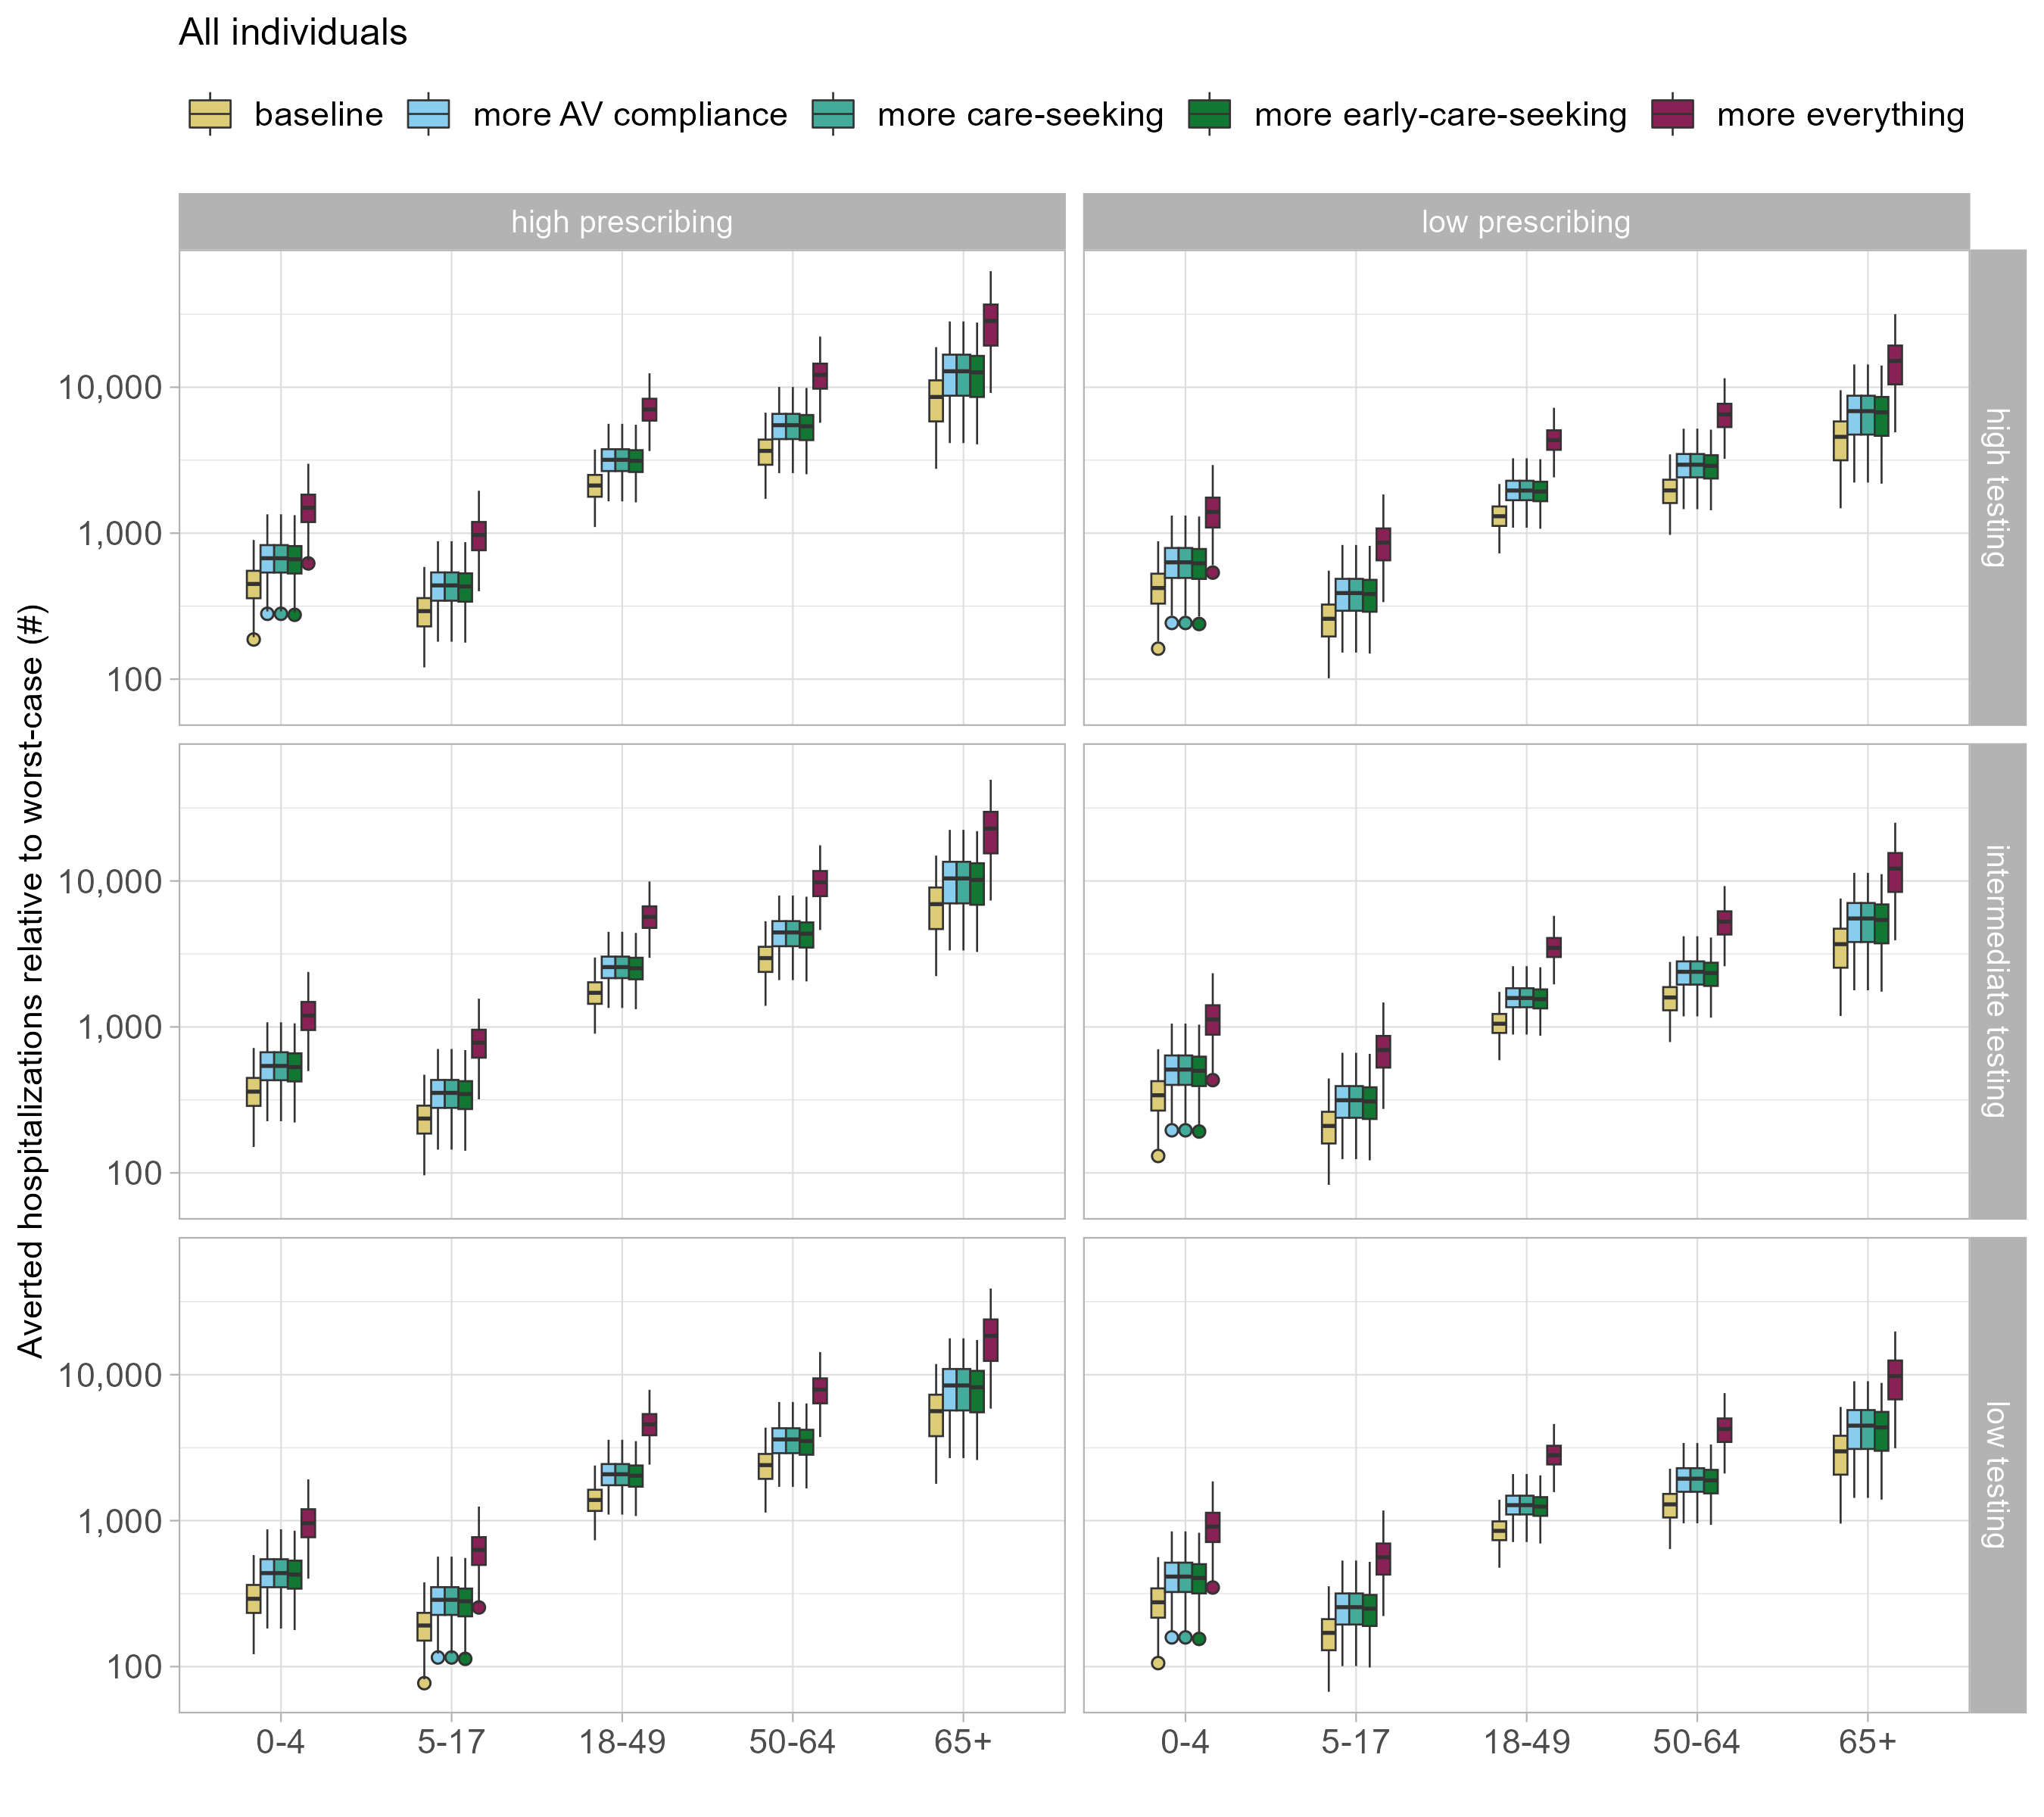 All individuals
baseline more AV compliance more care-seeking more early-care-seeking more everything
high prescribing low prescribing
Averted hospitalizations relative to worst-case (#)
10,000
1,000
100
high testing
10,000
1,000
100
intermediate testing
10,000
1,000
100
low testing
0-4 5-17 18-49 50-64 65+ 0-4 5-17 18-49 50-64 65+